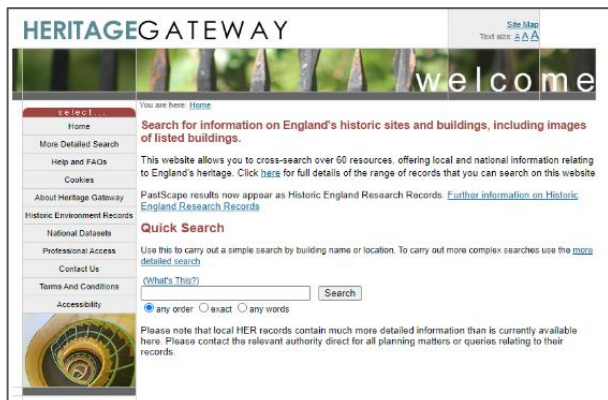 HERITAGEGATEWAY
Site Map
Text size: A A A
welcome
select...
Home
More Detailed Search
Help and FAQs
Cookies
About Heritage Gateway
Historic Environment Records
National Datasets
Professional Access
Contact Us
Terms And Conditions
Accessibility
You are here: Home
Search for information on England's historic sites and buildings, including images
of listed buildings.
This website allows you to cross-search over 60 resources, offering local and national information relating
to England's heritage. Click here for full details of the range of records that you can search on this website
PastScape results now appear as Historic England Research Records. Further information on Historic
England Research Records
Quick Search
Use this to carry out a simple search by building name or location. To carry out more complex searches use the more
detailed search
(What's This?)
Search
any order exact any words
Please note that local HER records contain much more detailed information than is currently available
here. Please contact the relevant authority direct for all planning matters or queries relating to their
records.